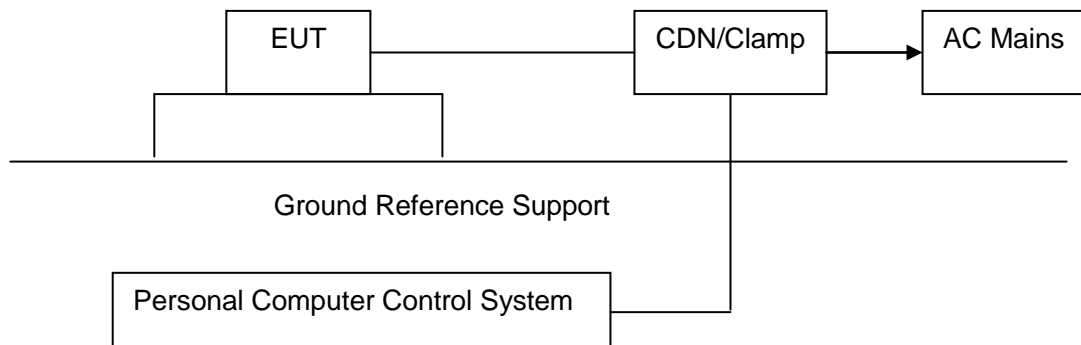 EUT
CDN/Clamp
AC Mains
Ground Reference Support
Personal Computer Control System